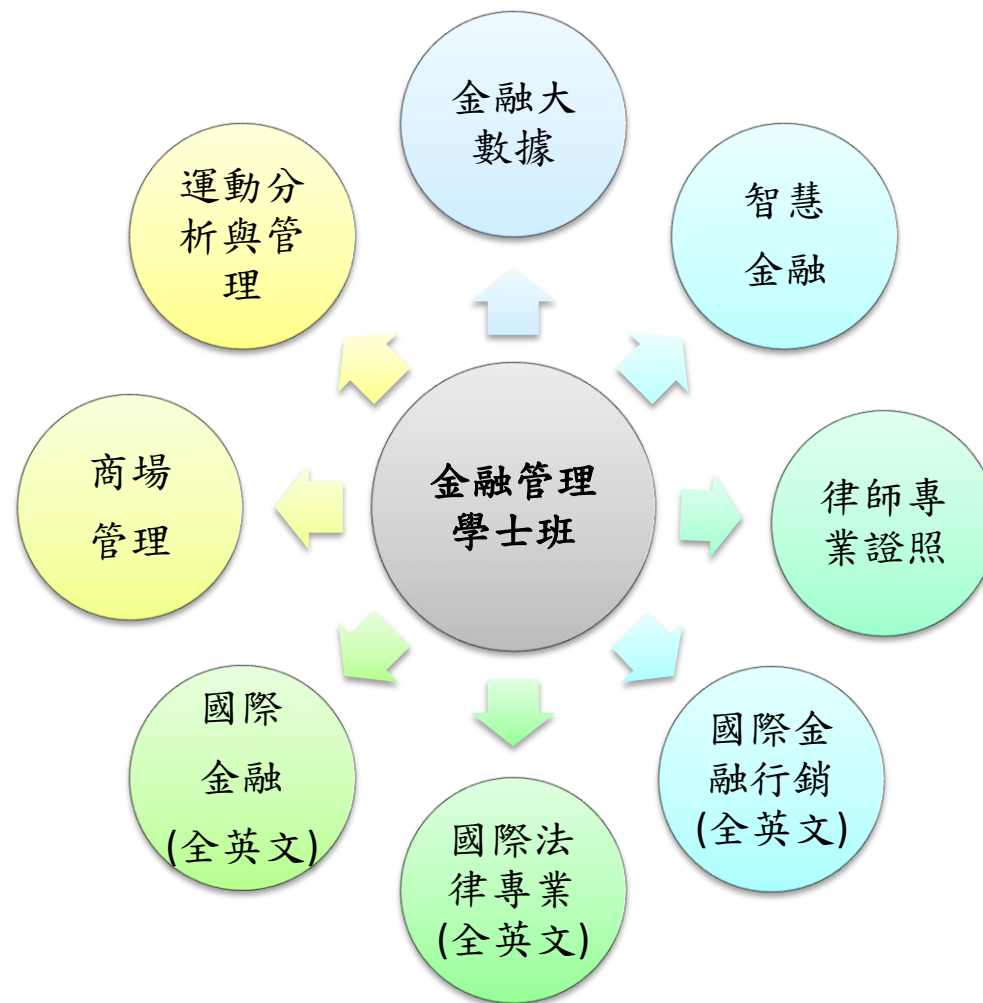 金融大
數據
智慧
金融
律師專
業證照
國際金
融行銷
(全英文)
國際法
律專業
(全英文)
國際
金融
(全英文)
商場
管理
運動分
析與管
理
金融管理
學士班